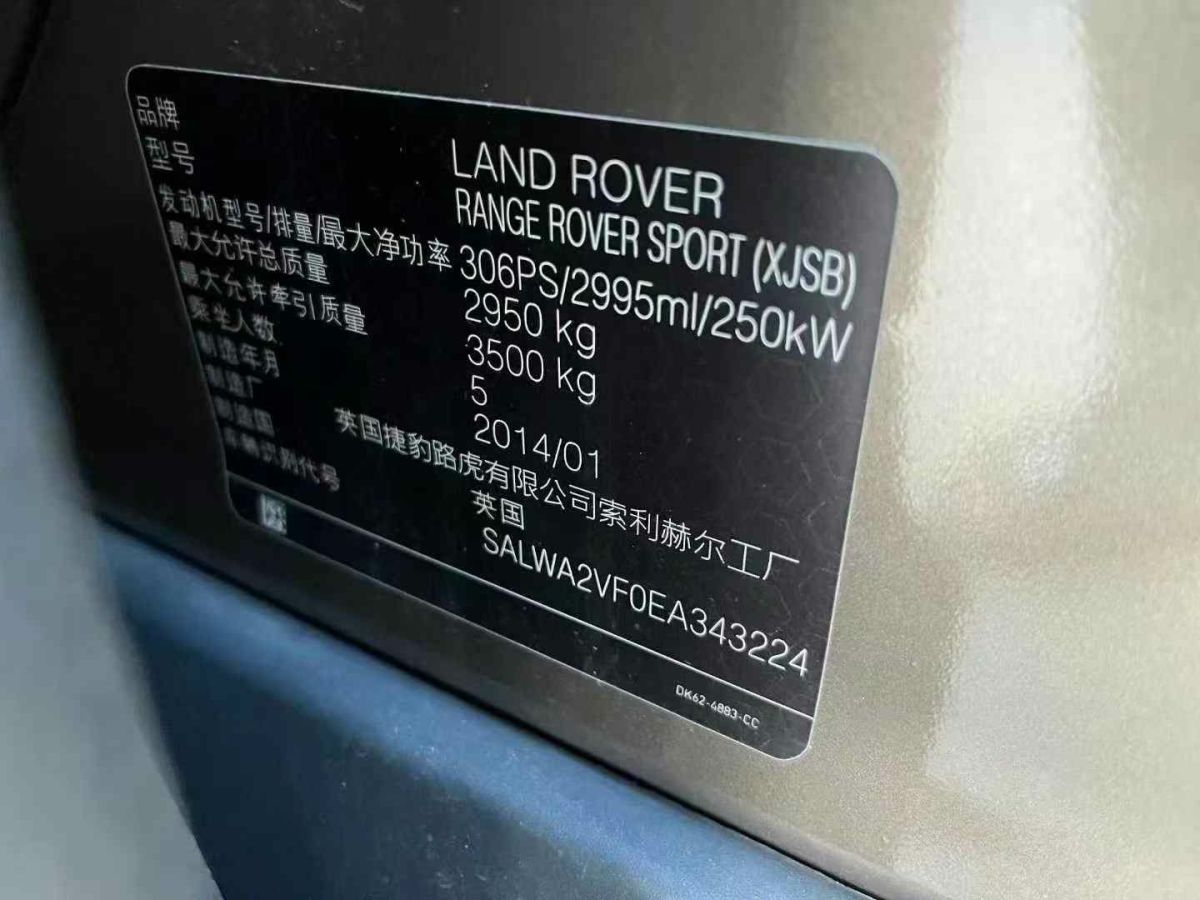 品牌 LAND ROVER
型号 RANGE ROVER SPORT (XJSB)
发动机型号/排量/最大净功率 306PS/2995ml/250kW
最大允许总质量 2950 kg
最大允许牵引质量 3500 kg
乘坐人数 5
制造年月 2014/01
制造厂 英国捷豹路虎有限公司索利赫尔工厂
制造国 英国
车辆识别代号 SALWA2VF0EA343224
DK62-4883-CC